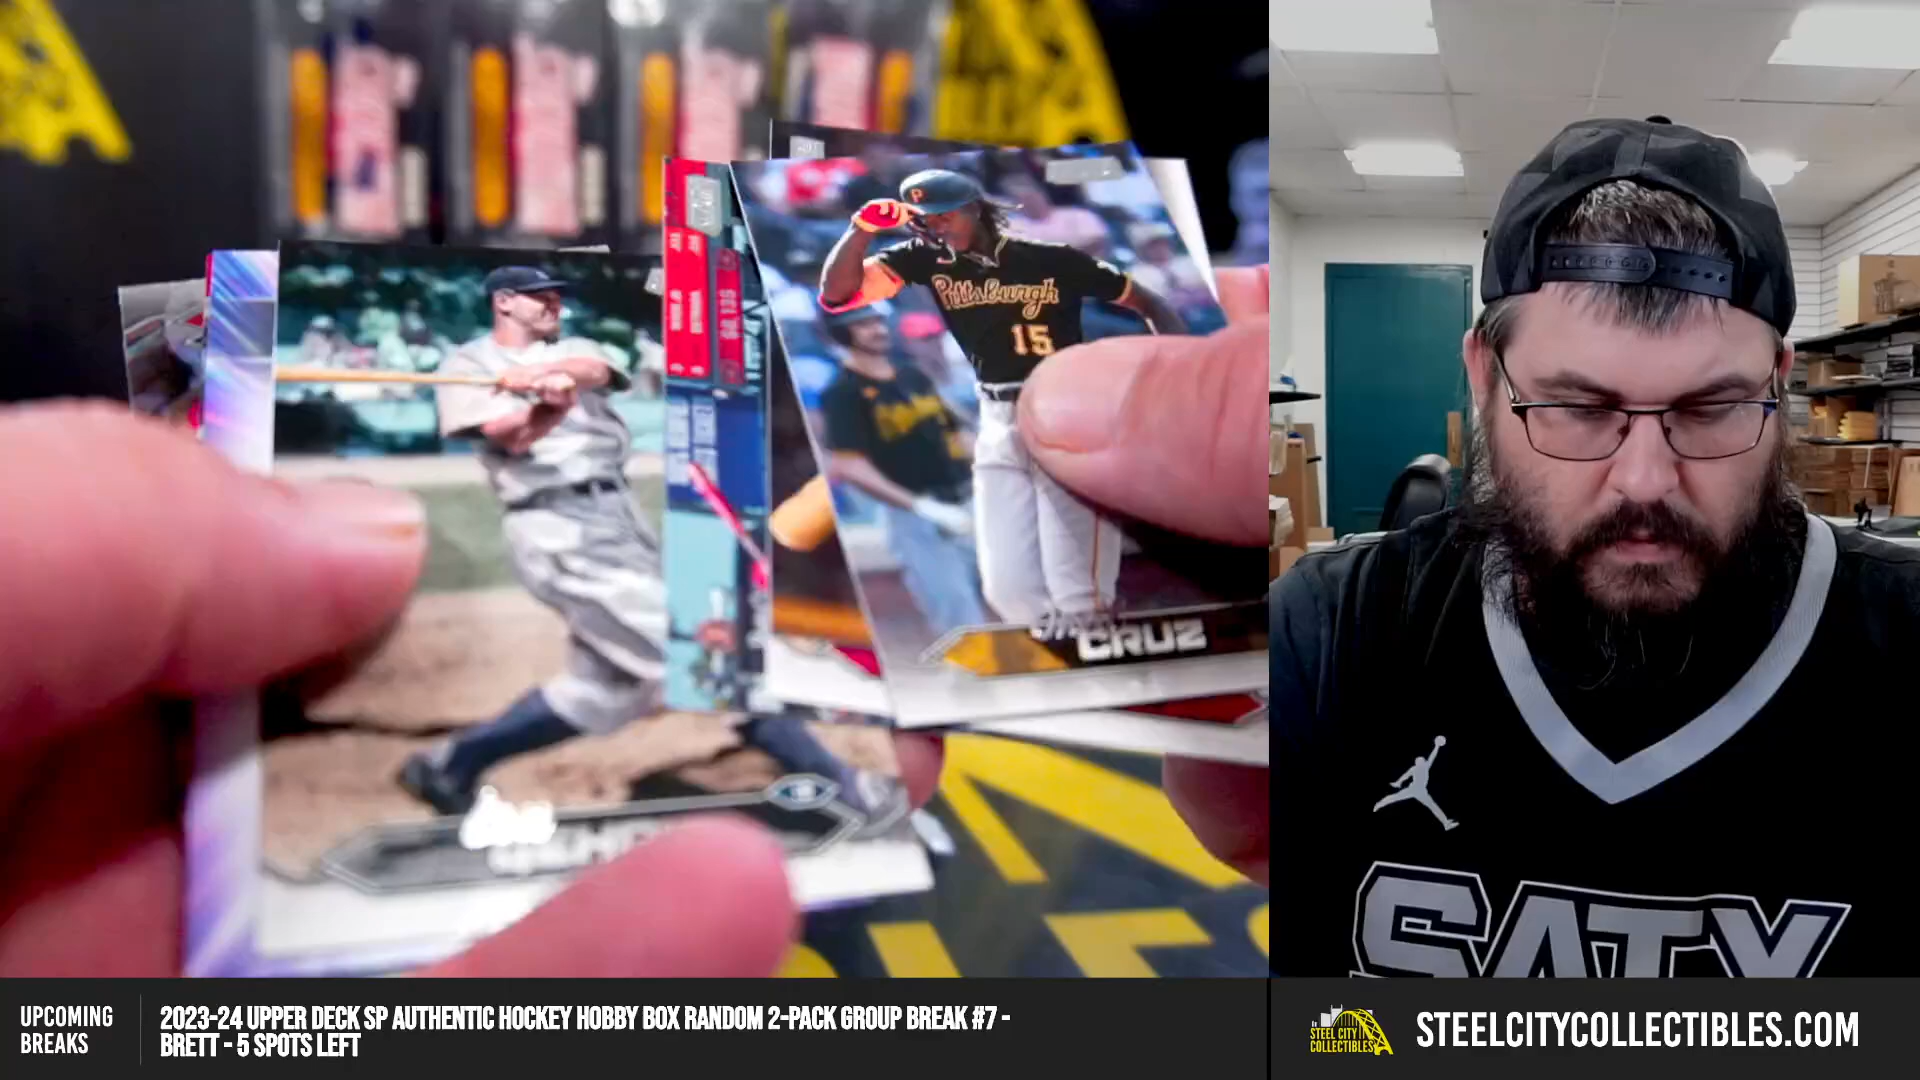 P
Pittsburgh
15
CRUZ
SATX
UPCOMING
BREAKS
2023-24 UPPER DECK SP AUTHENTIC HOCKEY HOBBY BOX RANDOM 2-PACK GROUP BREAK #7 -
BRETT - 5 SPOTS LEFT
STEEL CITY
COLLECTIBLES
STEELCITYCOLLECTIBLES.COM